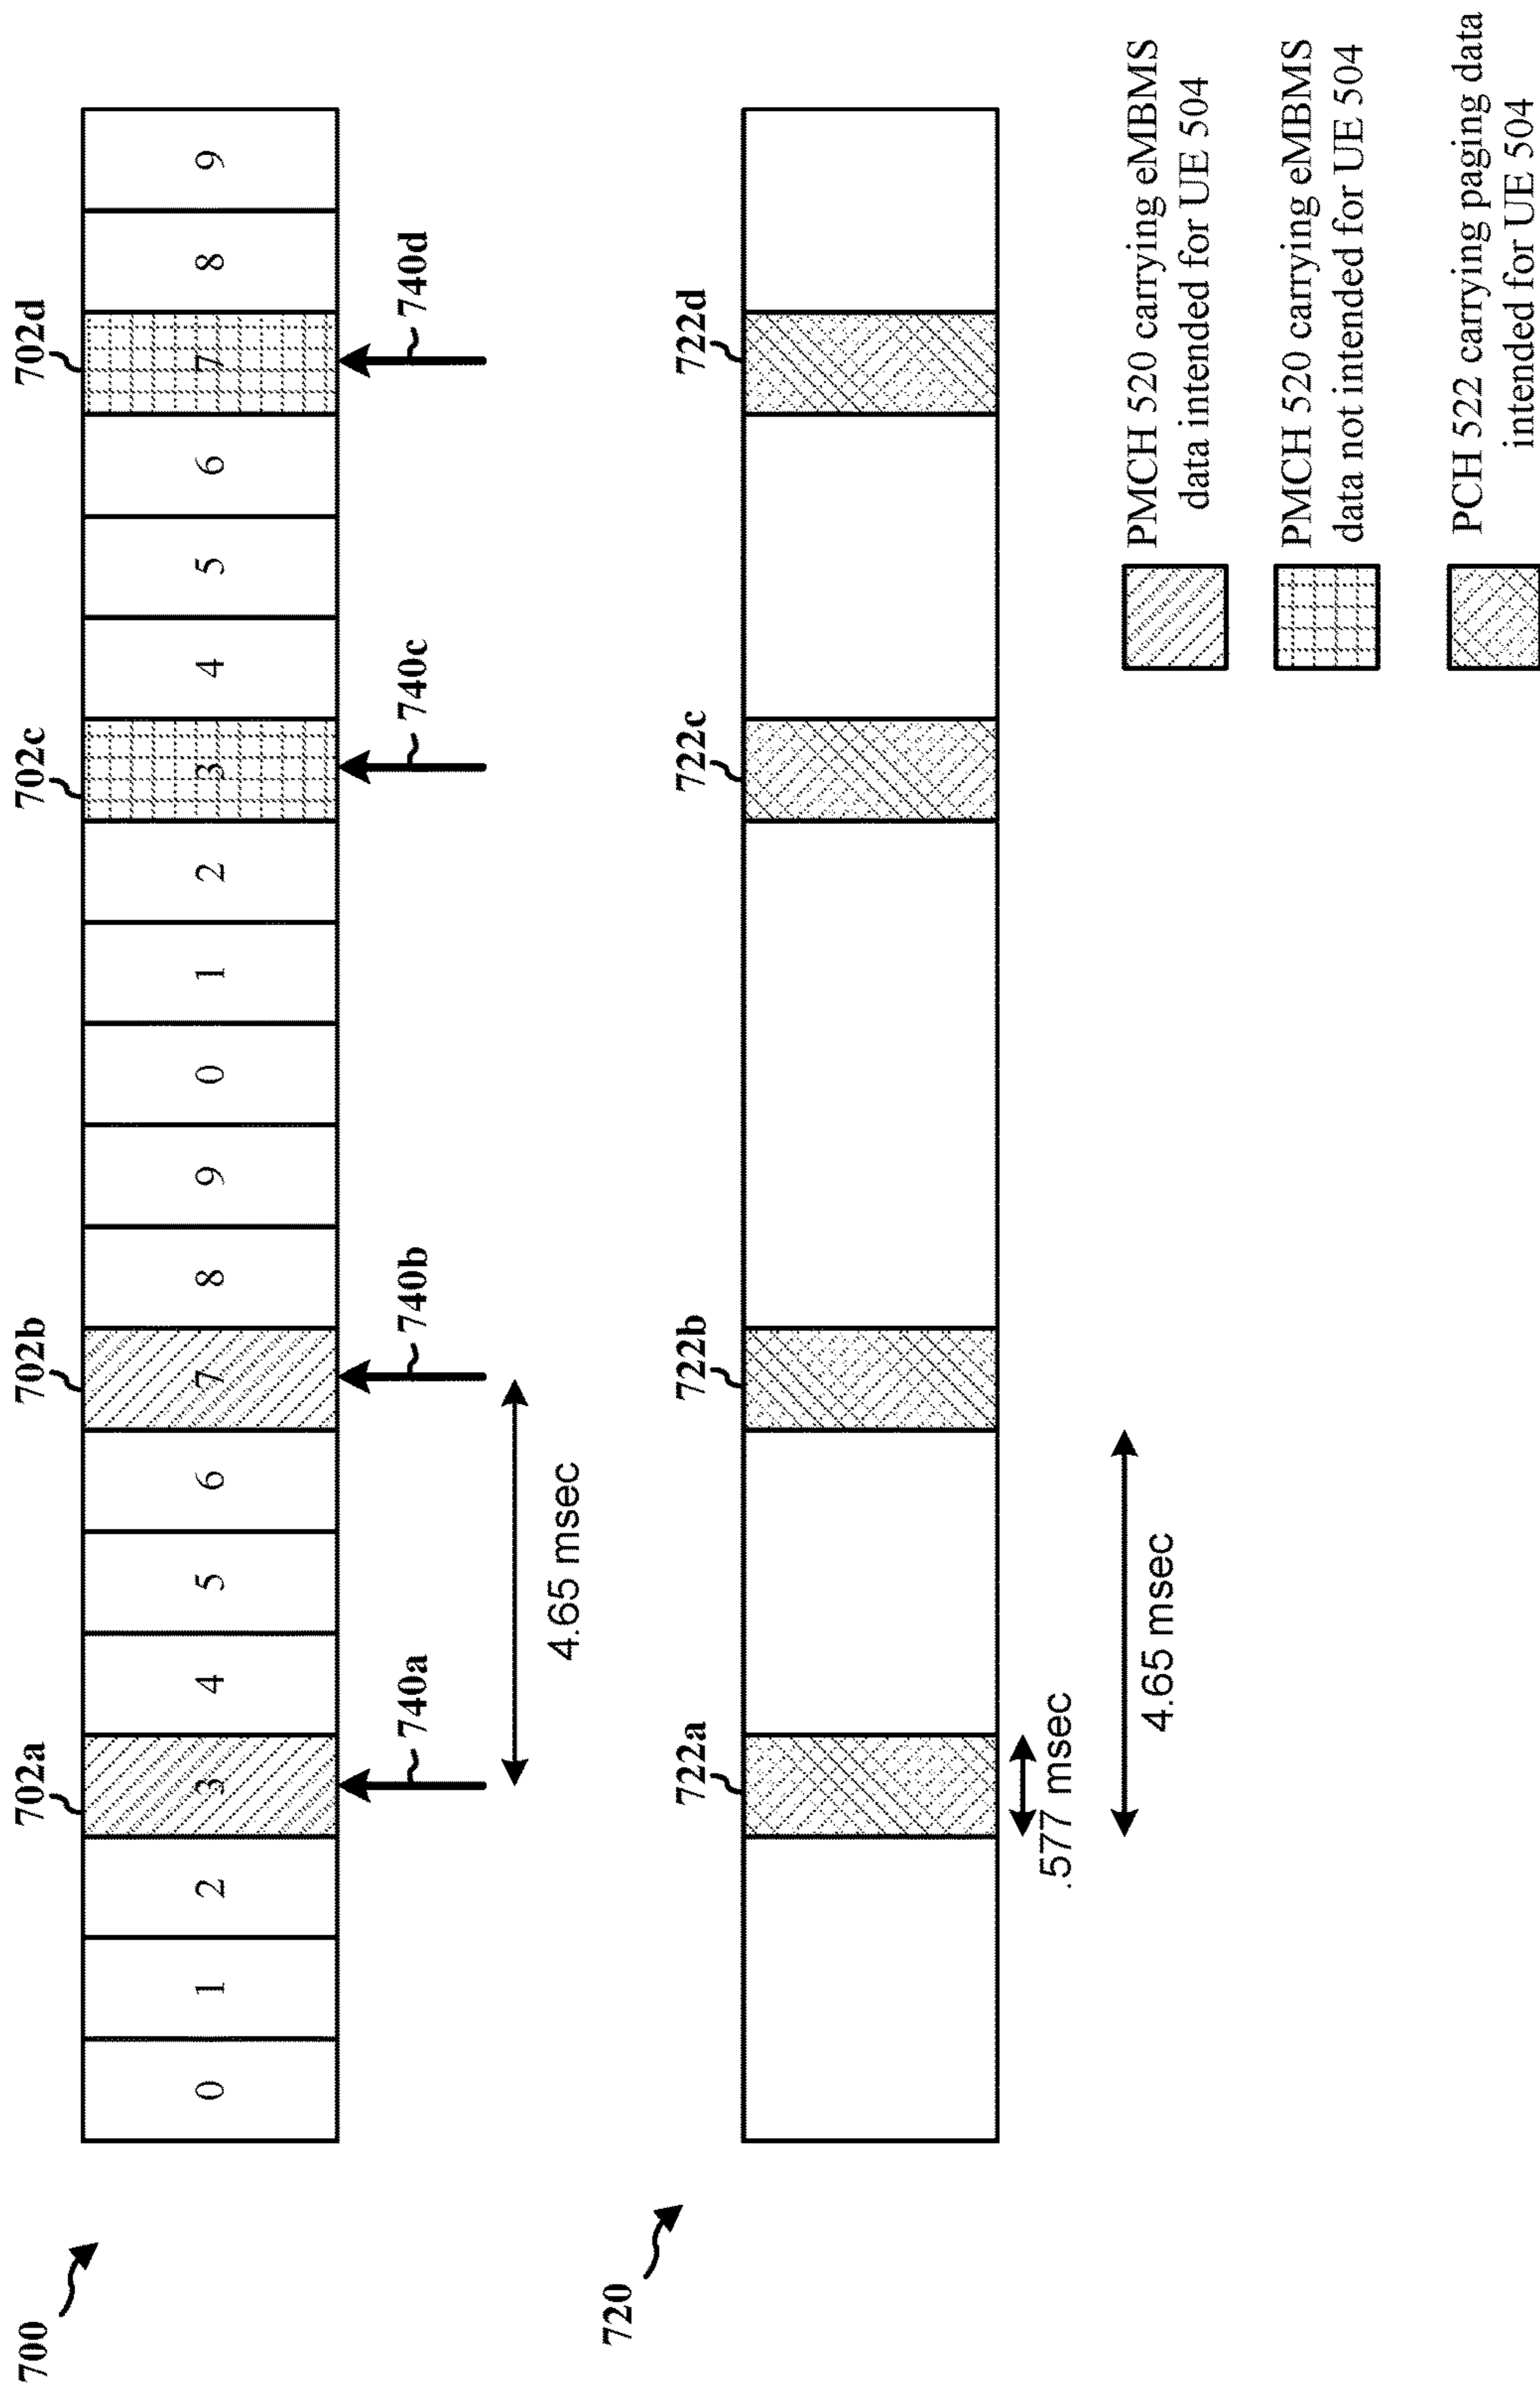 700
702a
702b
702c
702d
0 1 2 3 4 5 6 7 8 9 0 1 2 3 4 5 6 7 8 9
740a
740b
740c
740d
4.65 msec
720
722a
722b
722c
722d
.577 msec
4.65 msec
PMCH 520 carrying eMBMS
data intended for UE 504
PMCH 520 carrying eMBMS
data not intended for UE 504
PCH 522 carrying paging data
intended for UE 504